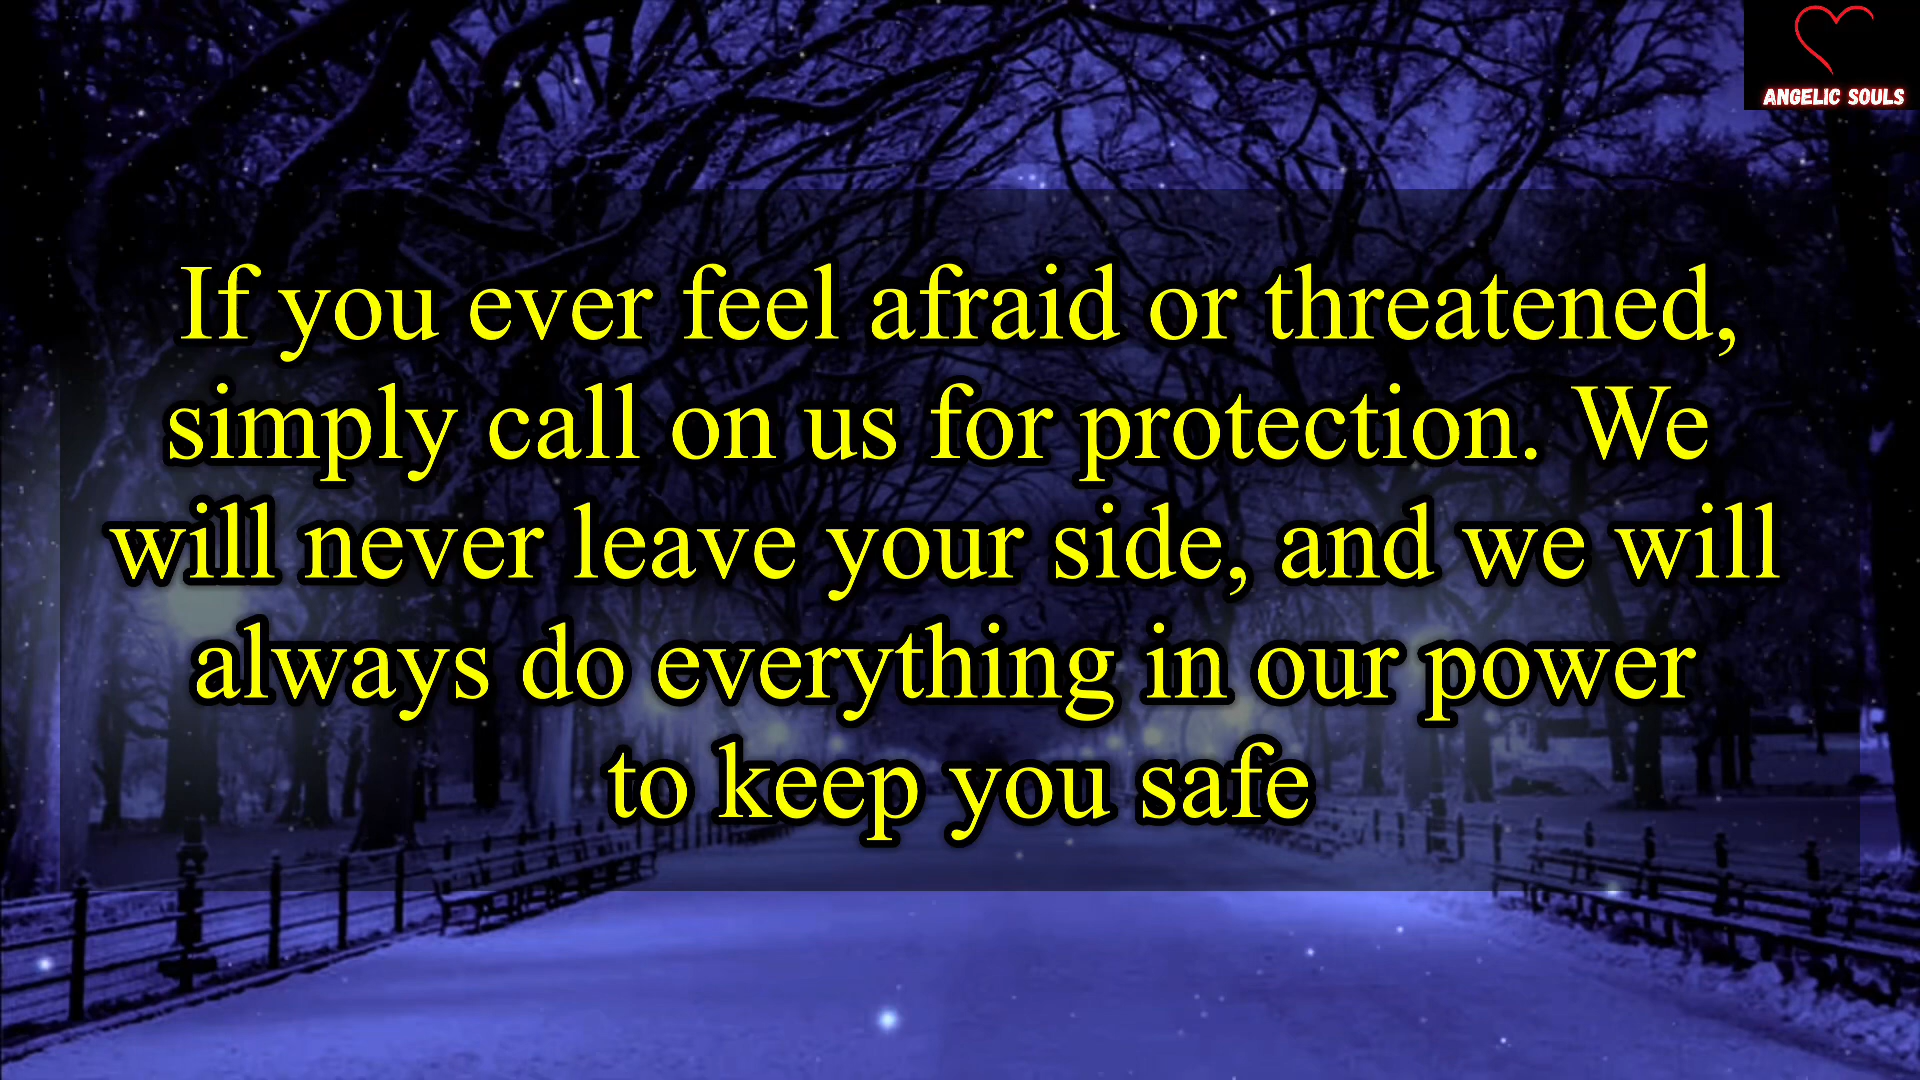 ANGELIC SOULS
If you ever feel afraid or threatened,
simply call on us for protection. We
will never leave your side, and we will
always do everything in our power
to keep you safe